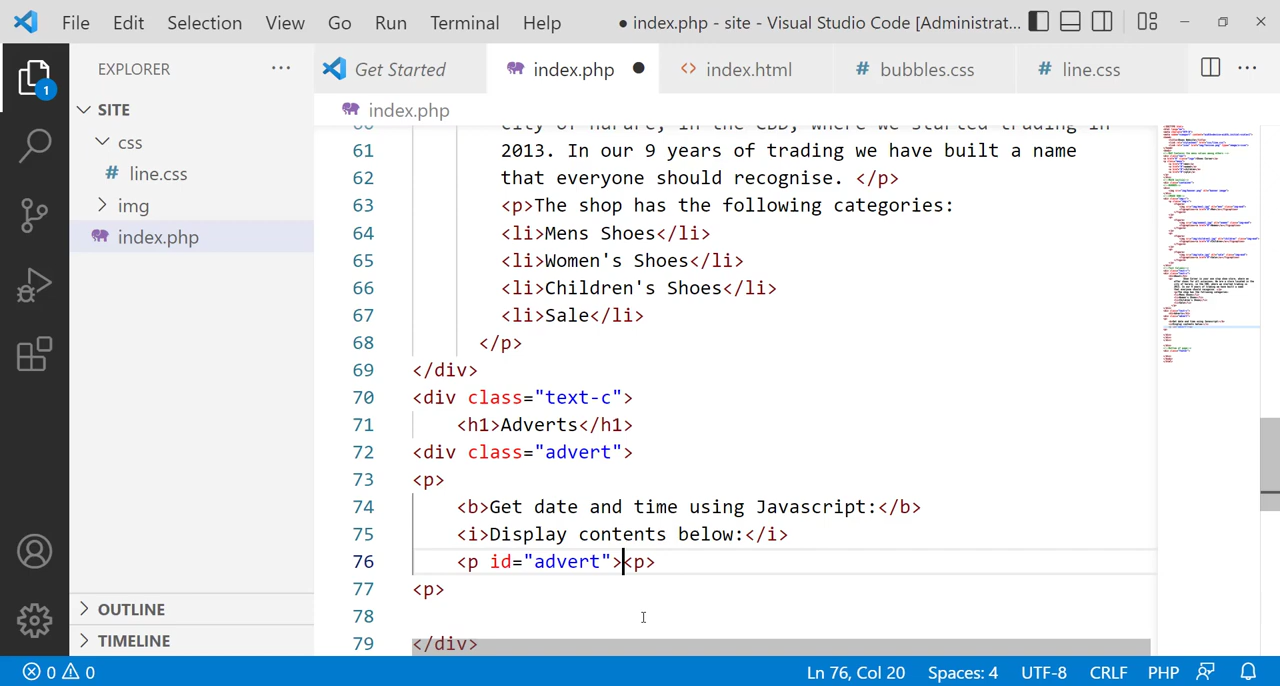 File Edit Selection View Go Run Terminal Help ● index.php - site - Visual Studio Code [Administrat...
EXPLORER ...
Get Started index.php ● index.html # bubbles.css # line.css ...
SITE
index.php
css
# line.css
img
index.php
61 2013. In our 9 years of trading we have built a name
62 that everyone should recognise. </p>
63 <p>The shop has the following categories:
64 <li>Mens Shoes</li>
65 <li>Women's Shoes</li>
66 <li>Children's Shoes</li>
67 <li>Sale</li>
68 </p>
69 </div>
70 <div class="text-c">
71 <h1>Adverts</h1>
72 <div class="advert">
73 <p>
74 <b>Get date and time using Javascript:</b>
75 <i>Display contents below:</i>
76 <p id="advert"><p>
77 <p>
78
79 </div>
1
OUTLINE
TIMELINE
0 0 Ln 76, Col 20 Spaces: 4 UTF-8 CRLF PHP